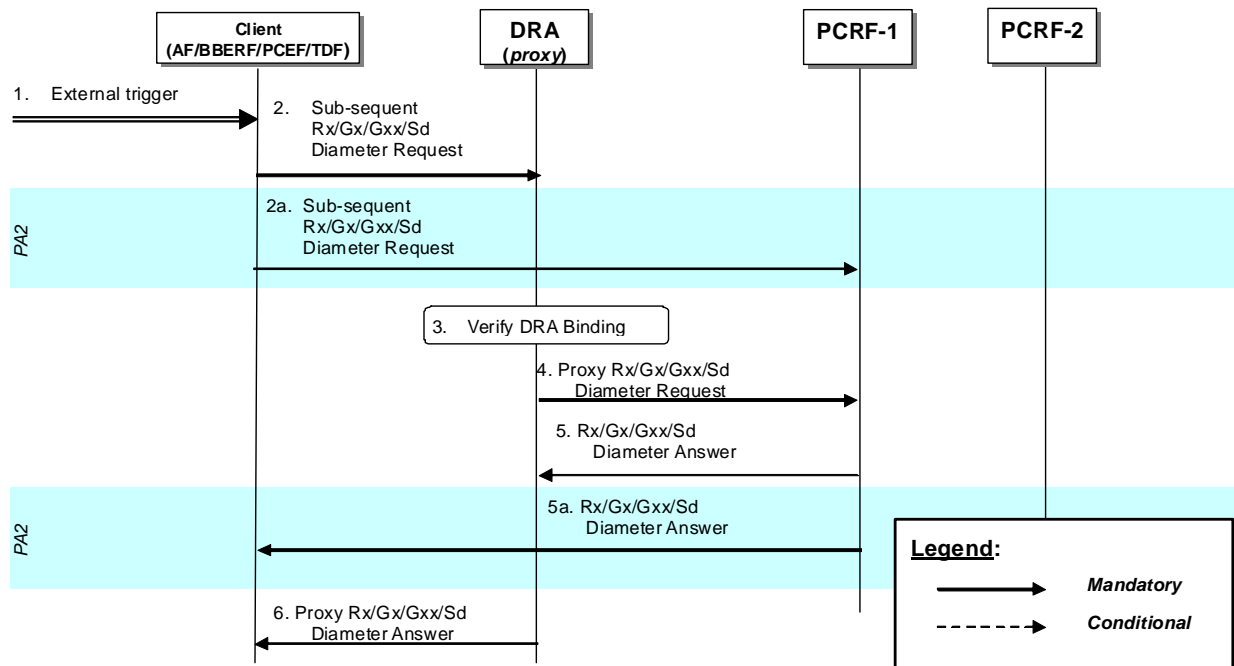 Client
(AF/BBERF/PCEF/TDF)
DRA
(proxy)
PCRF-1
PCRF-2
1. External trigger
2. Sub-sequent
Rx/Gx/Gxx/Sd
Diameter Request
PA2
2a. Sub-sequent
Rx/Gx/Gxx/Sd
Diameter Request
3. Verify DRA Binding
4. Proxy Rx/Gx/Gxx/Sd
Diameter Request
5. Rx/Gx/Gxx/Sd
Diameter Answer
PA2
5a. Rx/Gx/Gxx/Sd
Diameter Answer
6. Proxy Rx/Gx/Gxx/Sd
Diameter Answer
Legend:
Mandatory
Conditional